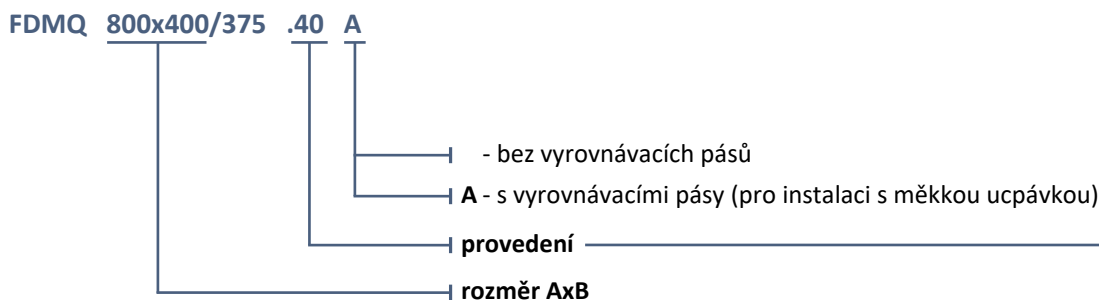 FDMQ 800x400/375 .40 A
- bez vyrovnávacích pásů
A - s vyrovnávacími pásy (pro instalaci s měkkou ucpávkou)
provedení
rozměr AxB